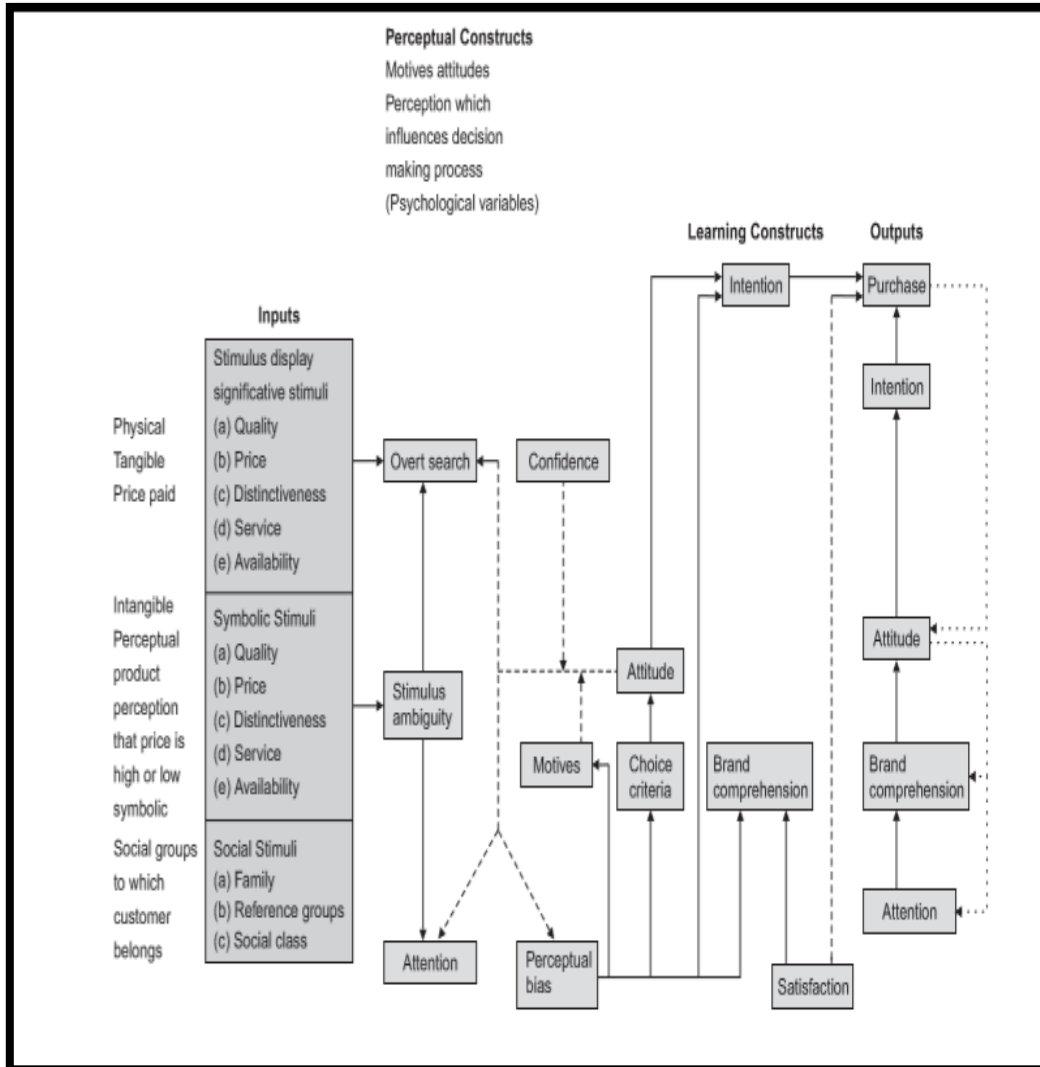 Perceptual Constructs
Motives attitudes
Perception which
influences decision
making process
(Psychological variables)
Learning Constructs
Outputs
Intention
Purchase
Inputs
Stimulus display
significative stimuli
(a) Quality
(b) Price
(c) Distinctiveness
(d) Service
(e) Availability
Physical
Tangible
Price paid
Overt search
Confidence
Intention
Intangible
Perceptual
product
perception
that price is
high or low
symbolic
Symbolic Stimuli
(a) Quality
(b) Price
(c) Distinctiveness
(d) Service
(e) Availability
Stimulus
ambiguity
Attitude
Attitude
Motives
Choice
criteria
Brand
comprehension
Brand
comprehension
Social groups
to which
customer
belongs
Social Stimuli
(a) Family
(b) Reference groups
(c) Social class
Attention
Perceptual
bias
Satisfaction
Attention